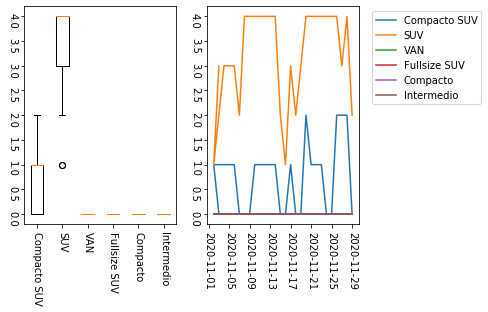 4.0
3.5
3.0
2.5
2.0
1.5
1.0
0.5
0.0
Compacto SUV
SUV
VAN
Fullsize SUV
Compacto
Intermedio
4.0
3.5
3.0
2.5
2.0
1.5
1.0
0.5
0.0
2020-11-01
2020-11-05
2020-11-09
2020-11-13
2020-11-17
2020-11-21
2020-11-25
2020-11-29
Compacto SUV
SUV
VAN
Fullsize SUV
Compacto
Intermedio